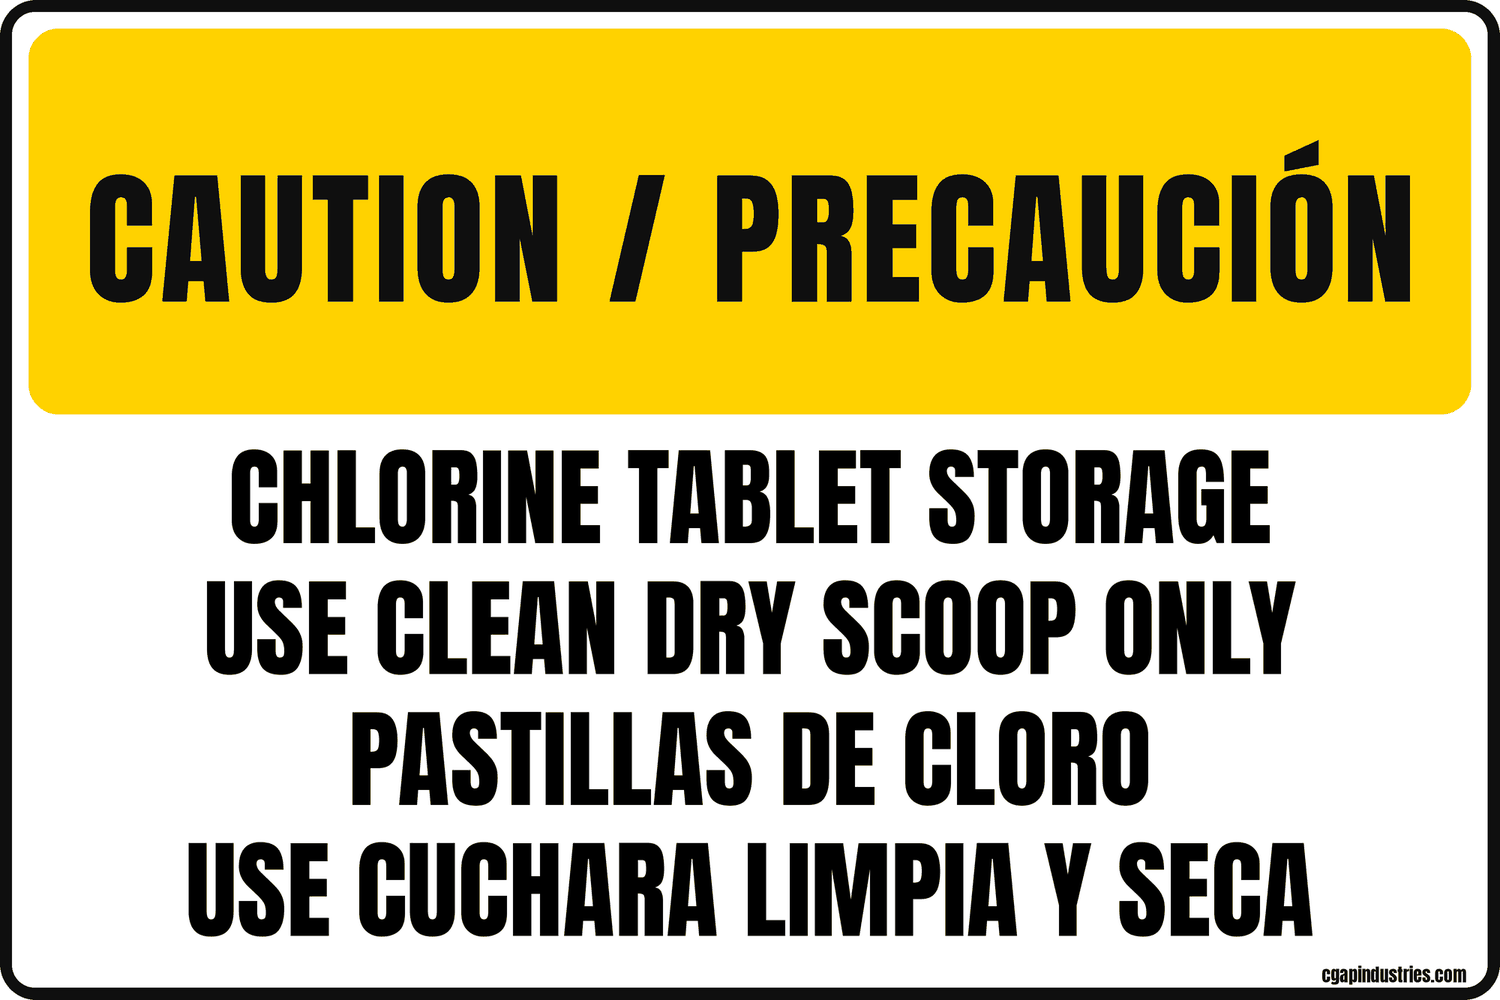 CAUTION / PRECAUCIÓN
CHLORINE TABLET STORAGE
USE CLEAN DRY SCOOP ONLY
PASTILLAS DE CLORO
USE CUCHARA LIMPIA Y SECA
cgapindustries.com